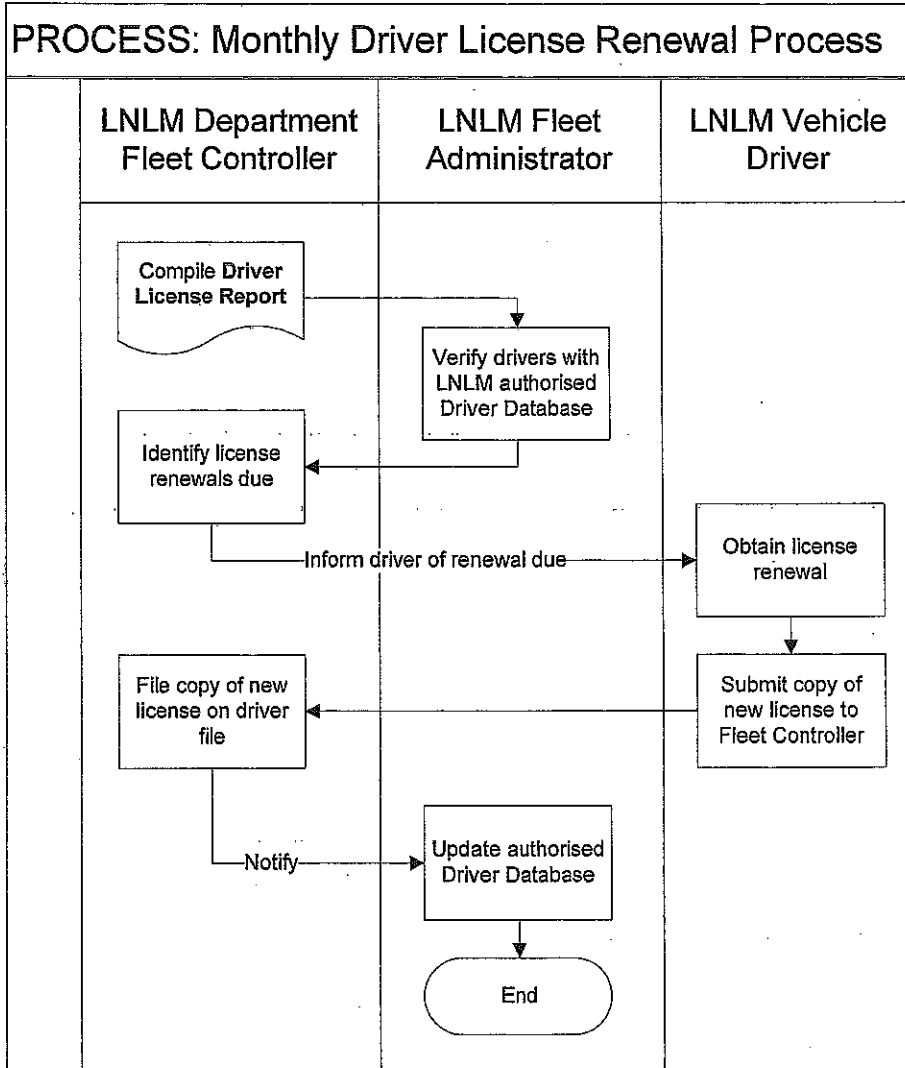 PROCESS: Monthly Driver License Renewal Process
LNLM Department
Fleet Controller
LNLM Fleet
Administrator
LNLM Vehicle
Driver
Compile Driver
License Report
Verify drivers with
LNLM authorised
Driver Database
Identify license
renewals due
Inform driver of renewal due
Obtain license
renewal
Submit copy of
new license to
Fleet Controller
File copy of new
license on driver
file
Notify
Update authorised
Driver Database
End